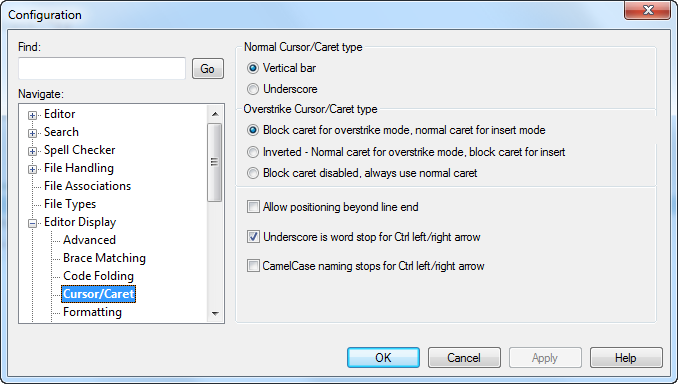 Configuration
Find:
Go
Navigate:
Editor
Search
Spell Checker
File Handling
File Associations
File Types
Editor Display
Advanced
Brace Matching
Code Folding
Cursor/Caret
Formatting
Normal Cursor/Caret type
Vertical bar
Underscore
Overstrike Cursor/Caret type
Block caret for overstrike mode, normal caret for insert mode
Inverted - Normal caret for overstrike mode, block caret for insert
Block caret disabled, always use normal caret
Allow positioning beyond line end
Underscore is word stop for Ctrl left/right arrow
CamelCase naming stops for Ctrl left/right arrow
OK
Cancel
Apply
Help